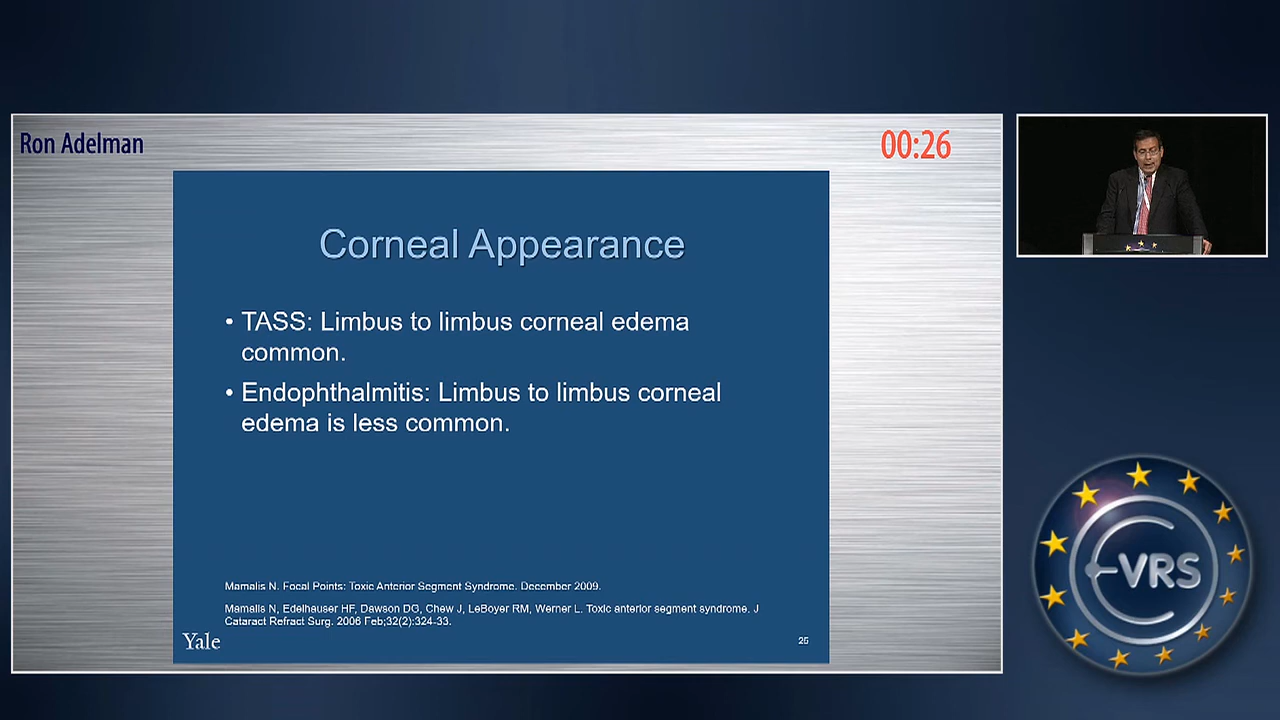 Ron Adelman
00:26
Corneal Appearance
• TASS: Limbus to limbus corneal edema
common.
• Endophthalmitis: Limbus to limbus corneal
edema is less common.
Mamalis N. Focal Points: Toxic Anterior Segment Syndrome. December 2009.
Mamalis N, Edelhauser HF, Dawson DG, Chew J, LeBoyer RM, Werner L. Toxic anterior segment syndrome. J
Cataract Refract Surg. 2006 Feb;32(2):324-33.
Yale
25
E-VRS